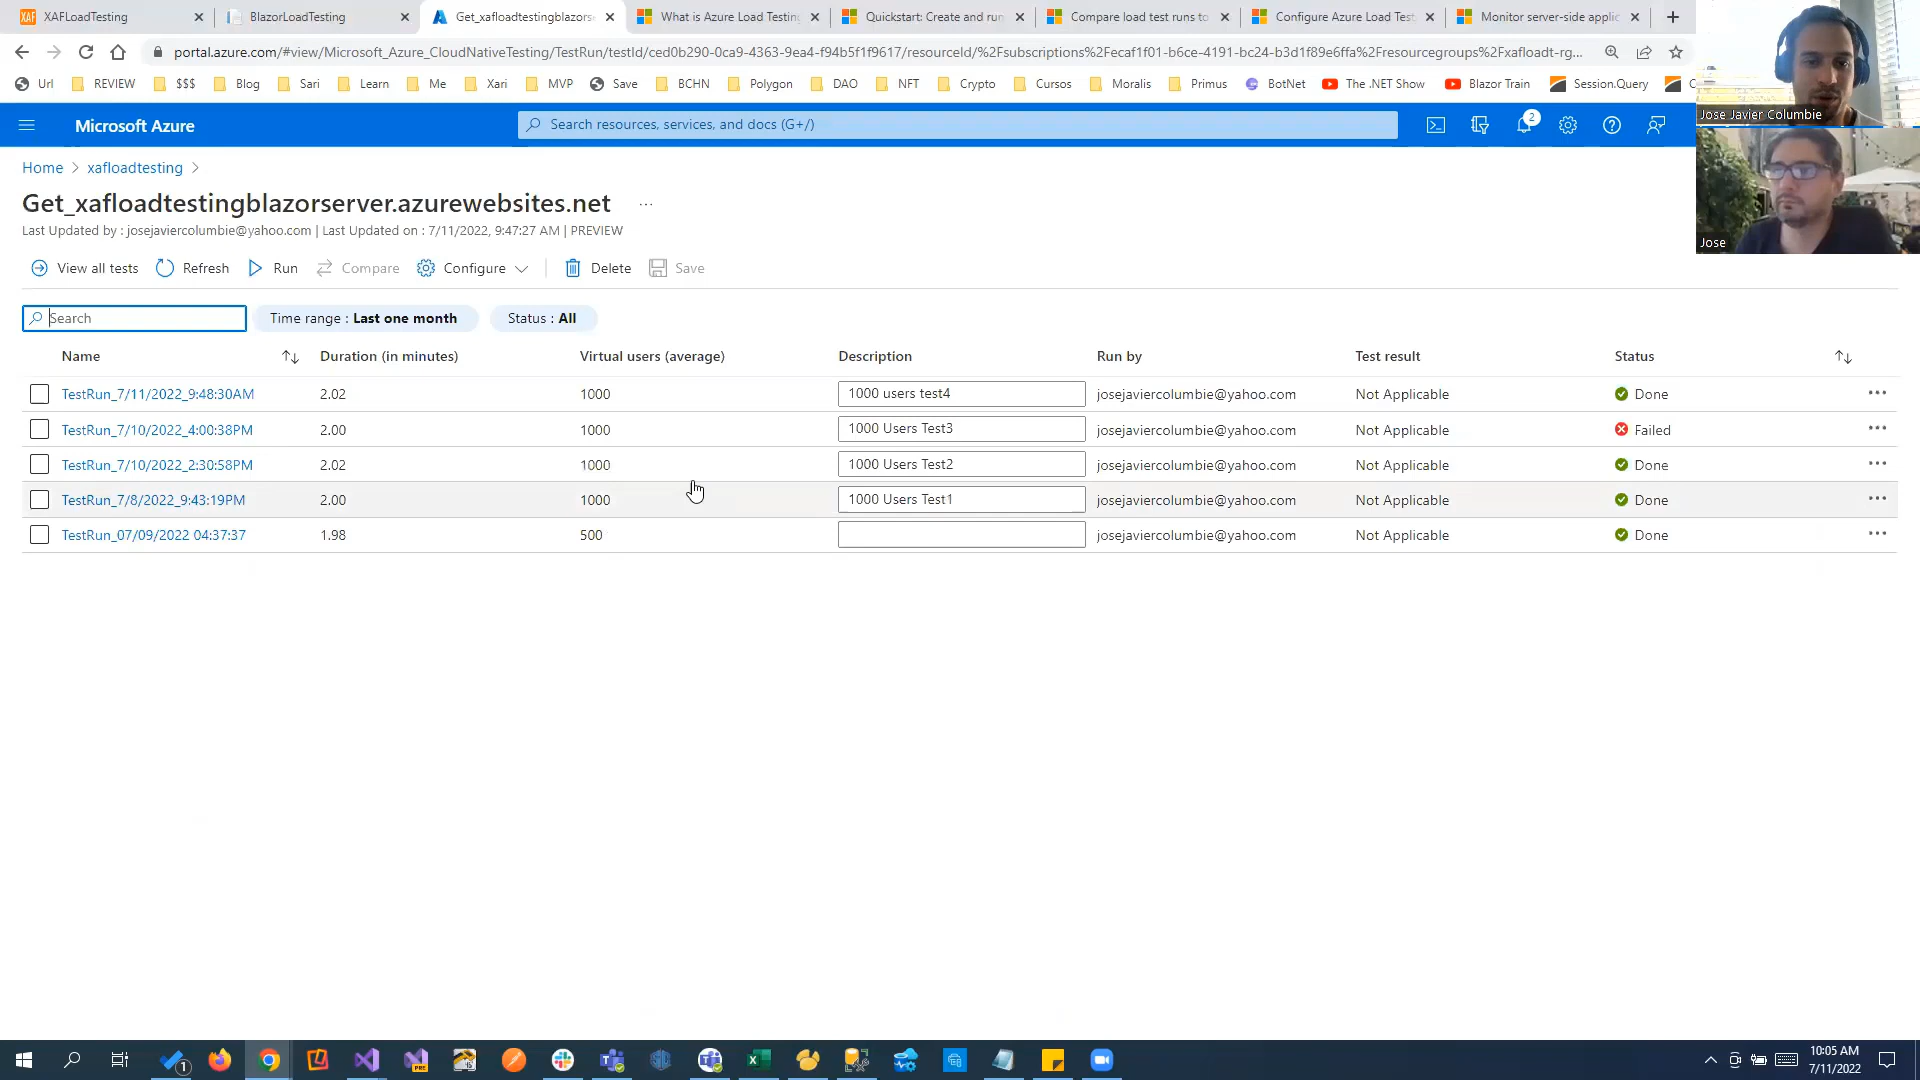 XAFLoadTesting
BlazorLoadTesting
Get_xafloadtestingblazorse
What is Azure Load Testing
Quickstart: Create and run
Compare load test runs to
Configure Azure Load Test
Monitor server-side applic
portal.azure.com/#view/Microsoft_Azure_CloudNativeTesting/TestRun/testId/ced0b290-0ca9-4363-9ea4-f94b5f1f9617/resourceId/%2Fsubscriptions%2Fecaf1f01-b6ce-4191-bc24-b3d1f89e6ffa%2Fresourcegroups%2Fxafloadt-rg...
Url REVIEW $$$ Blog Sari Learn Me Xari MVP Save BCHN Polygon DAO NFT Crypto Cursos Moralis Primus BotNet The .NET Show Blazor Train Session.Query
Jose Javier Columbie
Microsoft Azure
Search resources, services, and docs (G+/)
2
Home > xafloadtesting >
Get_xafloadtestingblazorserver.azurewebsites.net ...
Last Updated by : josejaviercolumbie@yahoo.com | Last Updated on : 7/11/2022, 9:47:27 AM | PREVIEW
Jose
View all tests Refresh Run Compare Configure Delete Save
Search
Time range : Last one month
Status : All
Name Duration (in minutes) Virtual users (average) Description Run by Test result Status
TestRun_7/11/2022_9:48:30AM 2.02 1000 1000 users test4 josejaviercolumbie@yahoo.com Not Applicable Done ...
TestRun_7/10/2022_4:00:38PM 2.00 1000 1000 Users Test3 josejaviercolumbie@yahoo.com Not Applicable Failed ...
TestRun_7/10/2022_2:30:58PM 2.02 1000 1000 Users Test2 josejaviercolumbie@yahoo.com Not Applicable Done ...
TestRun_7/8/2022_9:43:19PM 2.00 1000 1000 Users Test1 josejaviercolumbie@yahoo.com Not Applicable Done ...
TestRun_07/09/2022 04:37:37 1.98 500 josejaviercolumbie@yahoo.com Not Applicable Done ...
1
PRE
10:05 AM
7/11/2022